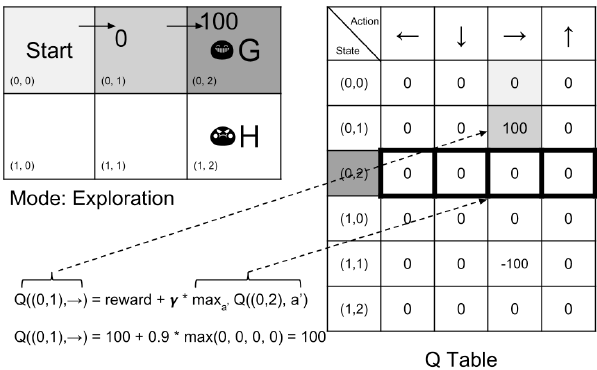 Start
0
100
G
(0, 0)
(0, 1)
(0, 2)
H
(1, 0)
(1, 1)
(1, 2)
Mode: Exploration
Q((0,1),→) = reward + γ * maxa' Q((0,2), a')
Q((0,1),→) = 100 + 0.9 * max(0, 0, 0, 0) = 100
Action
State
← ↓ → ↑
(0,0) 0 0 0 0
(0,1) 0 0 100 0
(0,2) 0 0 0 0
(1,0) 0 0 0 0
(1,1) 0 0 -100 0
(1,2) 0 0 0 0
Q Table